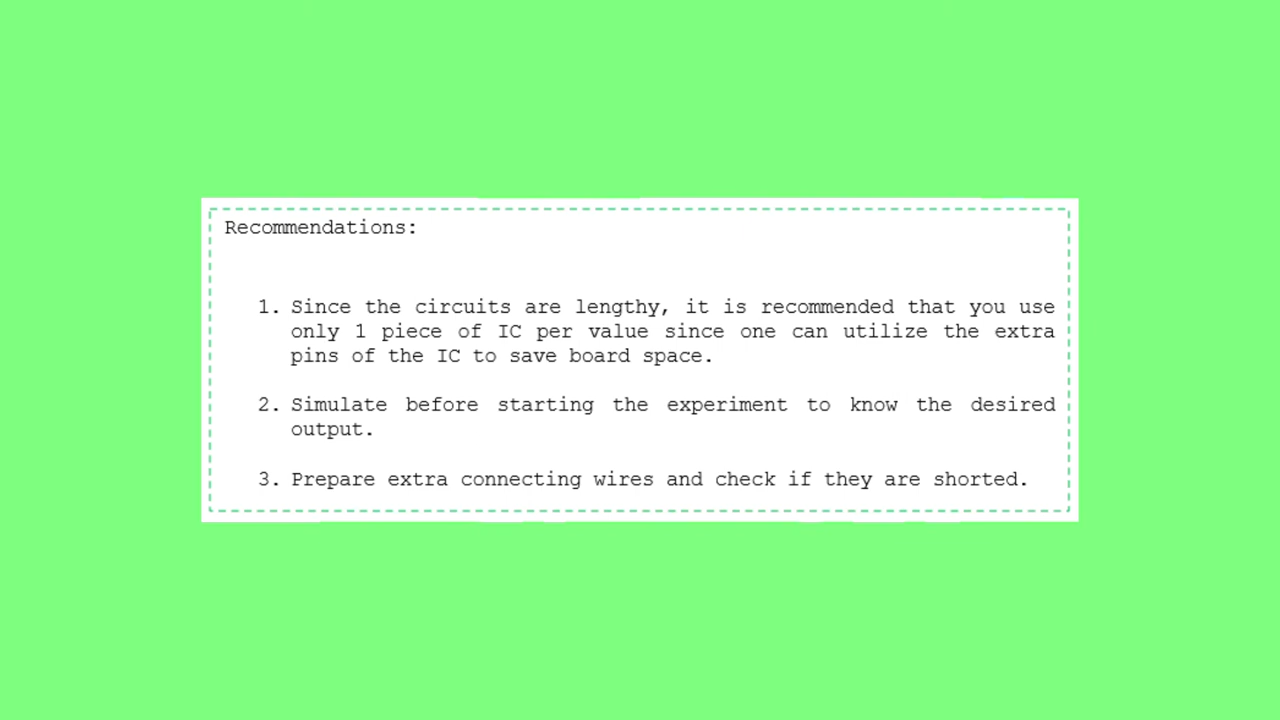 Recommendations:
1. Since the circuits are lengthy, it is recommended that you use
only 1 piece of IC per value since one can utilize the extra
pins of the IC to save board space.
2. Simulate before starting the experiment to know the desired
output.
3. Prepare extra connecting wires and check if they are shorted.